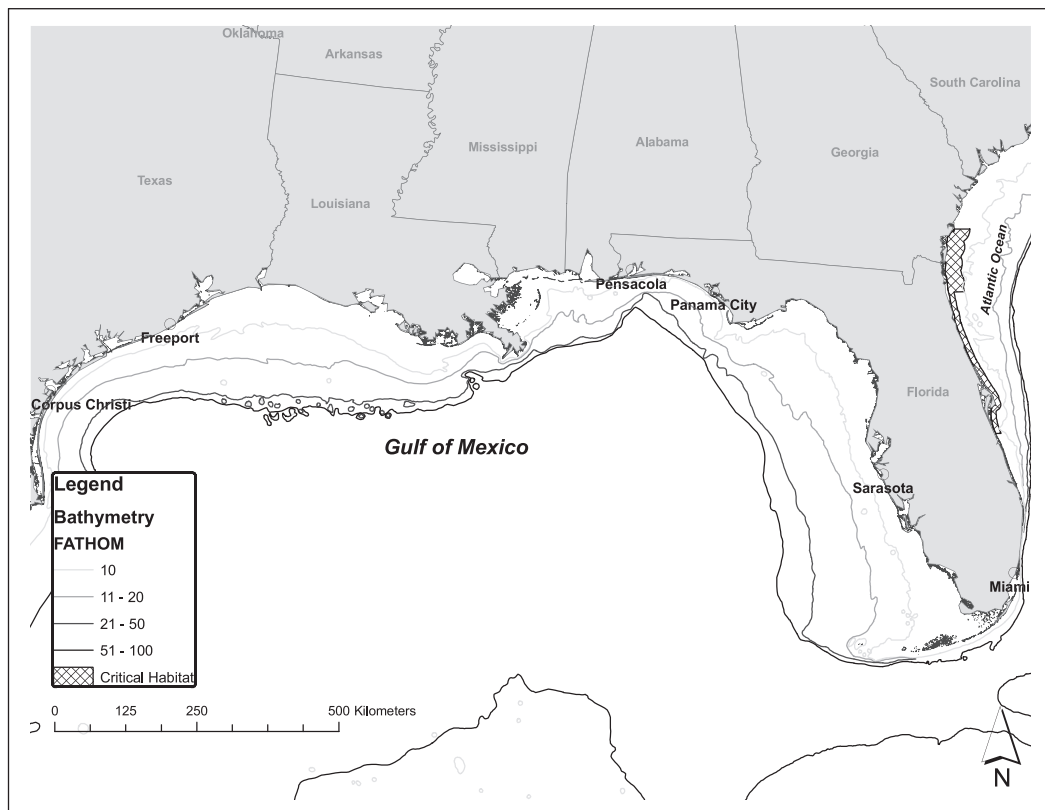 Oklahoma
Arkansas
South Carolina
Mississippi
Alabama
Georgia
Texas
Louisiana
Atlantic Ocean
Pensacola
Panama City
Freeport
Florida
Corpus Christi
Gulf of Mexico
Sarasota
Miami
Legend
Bathymetry
FATHOM
10
11 - 20
21 - 50
51 - 100
Critical Habitat
0 125 250 500 Kilometers
N